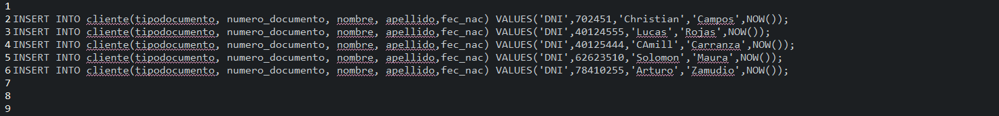 1
2 INSERT INTO cliente(tipodocumento, numero_documento, nombre, apellido,fec_nac) VALUES('DNI',702451,'Christian','Campos',NOW());
3 INSERT INTO cliente(tipodocumento, numero_documento, nombre, apellido,fec_nac) VALUES('DNI',40124555,'Lucas','Rojas',NOW());
4 INSERT INTO cliente(tipodocumento, numero_documento, nombre, apellido,fec_nac) VALUES('DNI',40125444,'CAmill','Carranza',NOW());
5 INSERT INTO cliente(tipodocumento, numero_documento, nombre, apellido,fec_nac) VALUES('DNI',62623510,'Solomon','Maura',NOW());
6 INSERT INTO cliente(tipodocumento, numero_documento, nombre, apellido,fec_nac) VALUES('DNI',78410255,'Arturo','Zamudio',NOW());
7
8
9